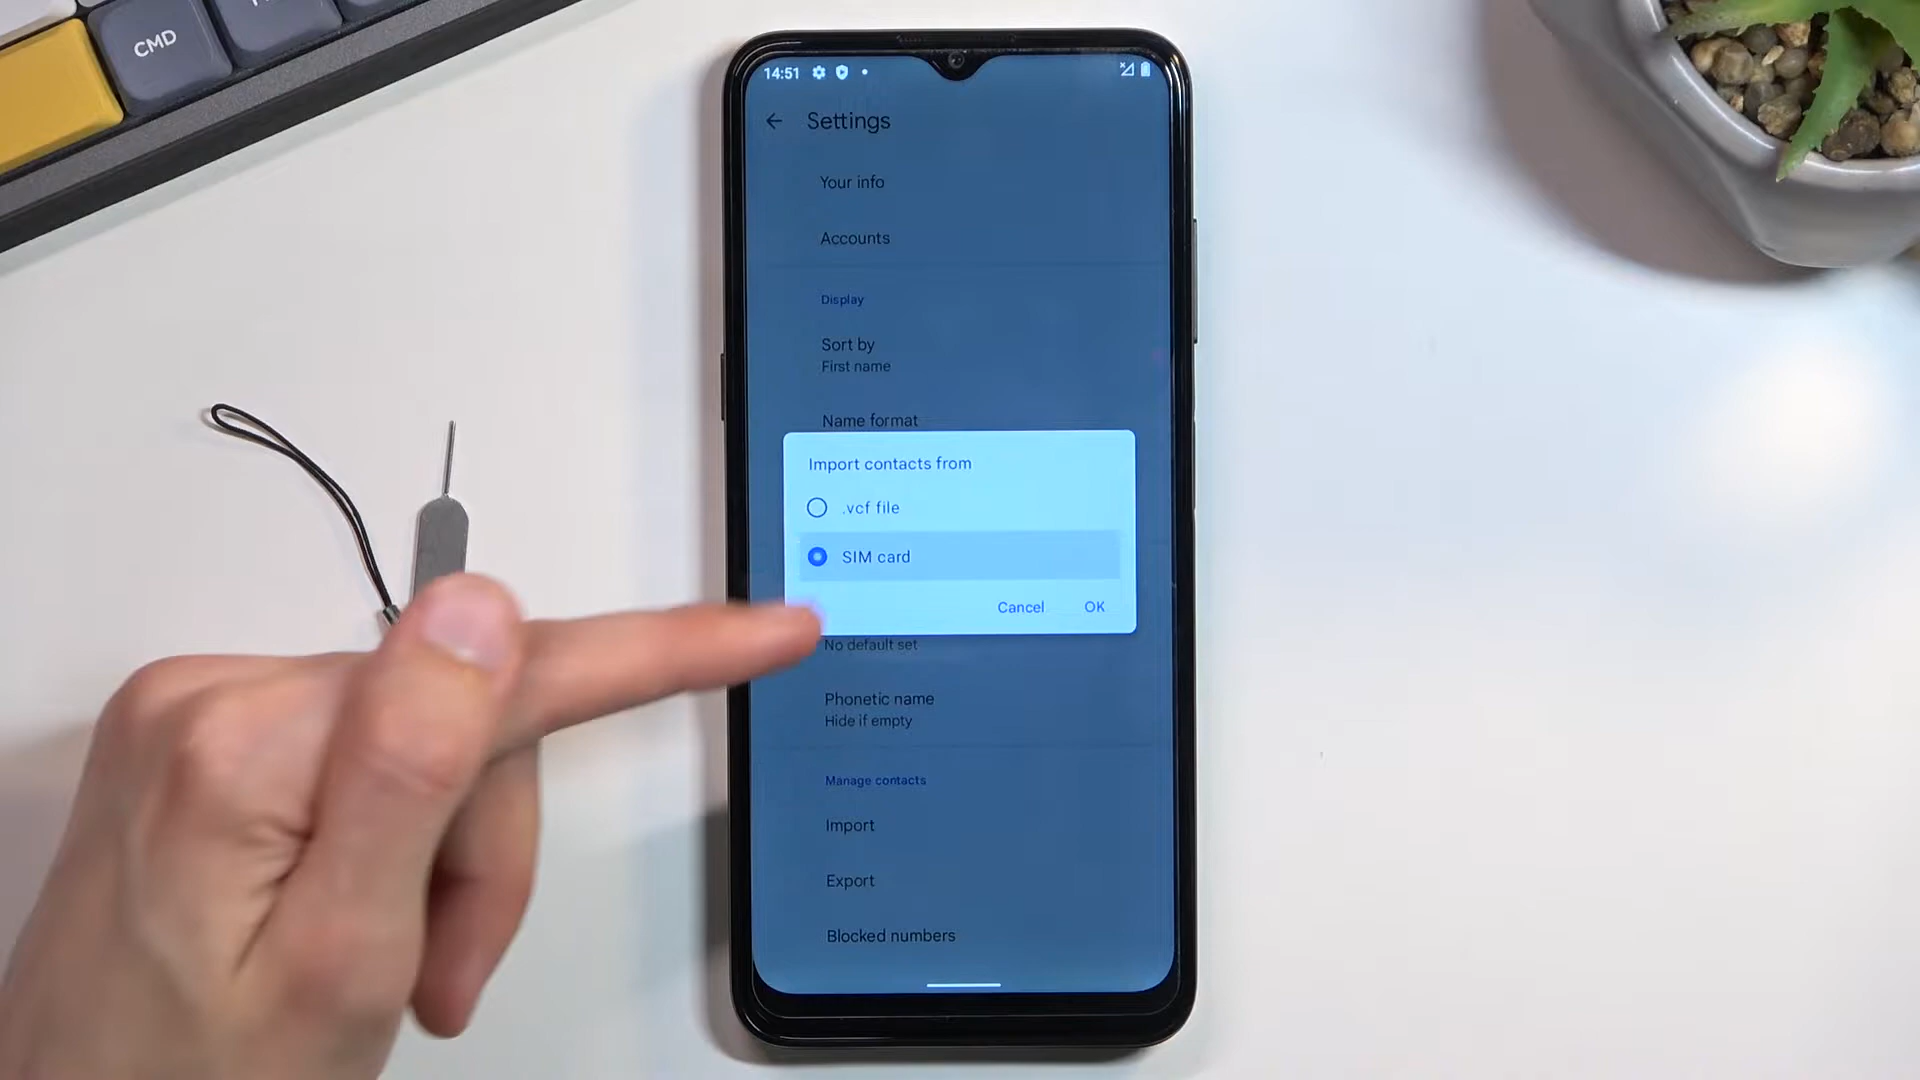 CMD
14:51
Settings
Your info
Accounts
Display
Sort by
First name
Name format
Import contacts from
.vcf file
SIM card
Cancel
OK
No default set
Phonetic name
Hide if empty
Manage contacts
Import
Export
Blocked numbers